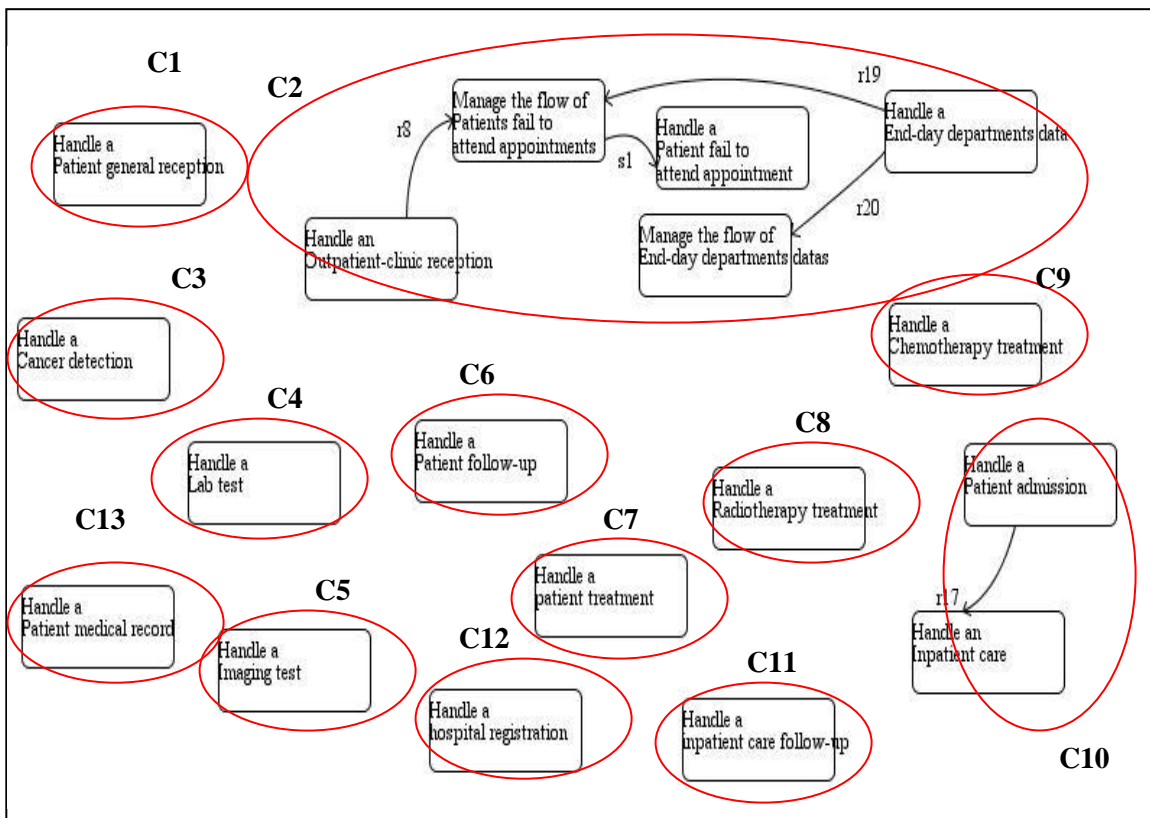 C1
Handle a
Patient general reception
C2
r8
Manage the flow of
Patients fail to
attend appointments
s1
Handle a
Patient fail to
attend appointment
r19
Handle a
End-day departments data
r20
Handle an
Outpatient-clinic reception
Manage the flow of
End-day departments datas
C3
Handle a
Cancer detection
C9
Handle a
Chemotherapy treatment
C4
Handle a
Lab test
C6
Handle a
Patient follow-up
C8
Handle a
Radiotherapy treatment
Handle a
Patient admission
r17
Handle an
Inpatient care
C10
C13
Handle a
Patient medical record
C5
Handle a
Imaging test
C7
Handle a
patient treatment
C12
Handle a
hospital registration
C11
Handle a
inpatient care follow-up